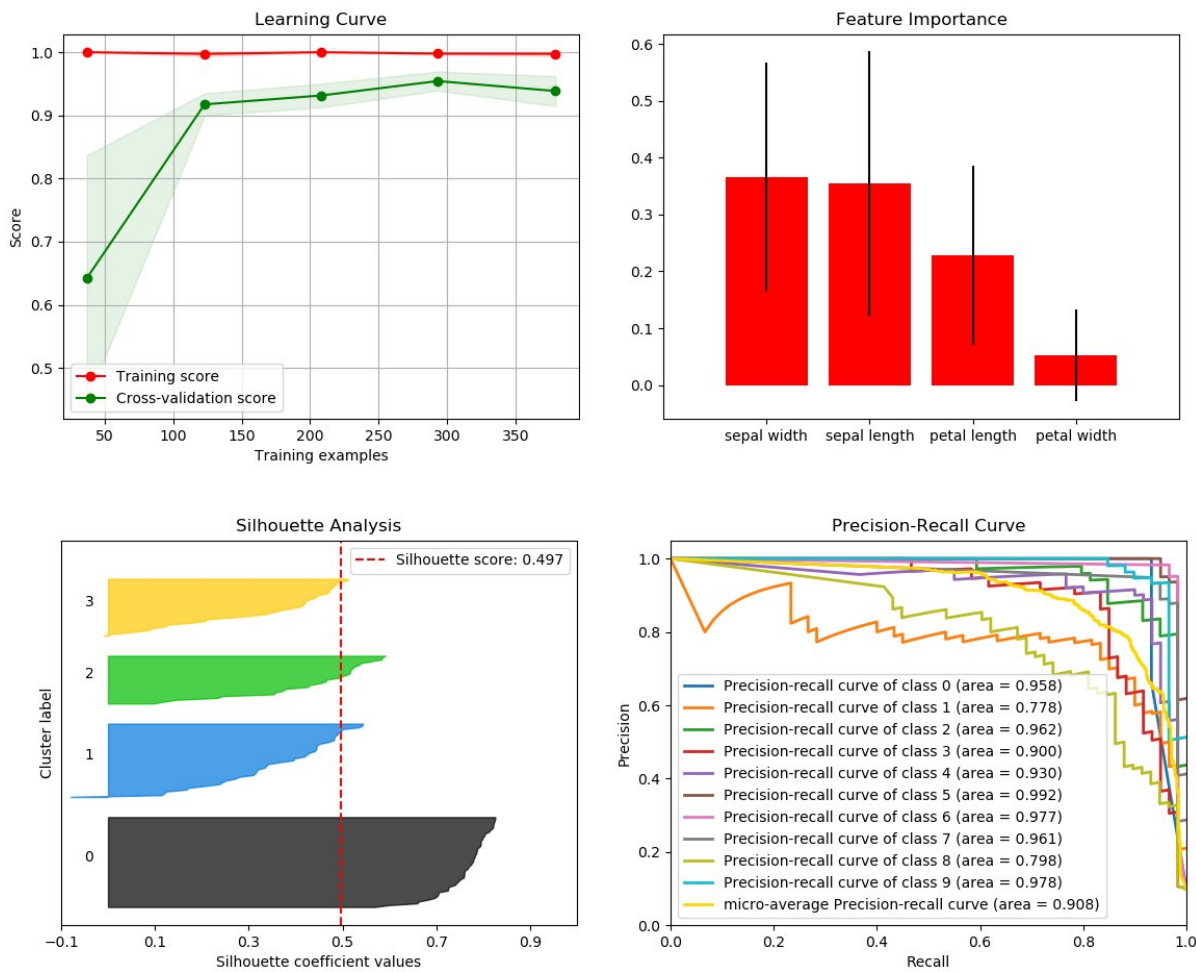 Learning Curve
1.0
0.9
0.8
0.7
0.6
0.5
Score
Training score
Cross-validation score
50 100 150 200 250 300 350
Training examples
Feature Importance
0.6
0.5
0.4
0.3
0.2
0.1
0.0
sepal width sepal length petal length petal width
Silhouette Analysis
Silhouette score: 0.497
3
2
1
0
Cluster label
−0.1 0.1 0.3 0.5 0.7 0.9
Silhouette coefficient values
Precision-Recall Curve
1.0
0.8
0.6
0.4
0.2
0.0
Precision
Precision-recall curve of class 0 (area = 0.958)
Precision-recall curve of class 1 (area = 0.778)
Precision-recall curve of class 2 (area = 0.962)
Precision-recall curve of class 3 (area = 0.900)
Precision-recall curve of class 4 (area = 0.930)
Precision-recall curve of class 5 (area = 0.992)
Precision-recall curve of class 6 (area = 0.977)
Precision-recall curve of class 7 (area = 0.961)
Precision-recall curve of class 8 (area = 0.798)
Precision-recall curve of class 9 (area = 0.978)
micro-average Precision-recall curve (area = 0.908)
0.0 0.2 0.4 0.6 0.8 1.0
Recall